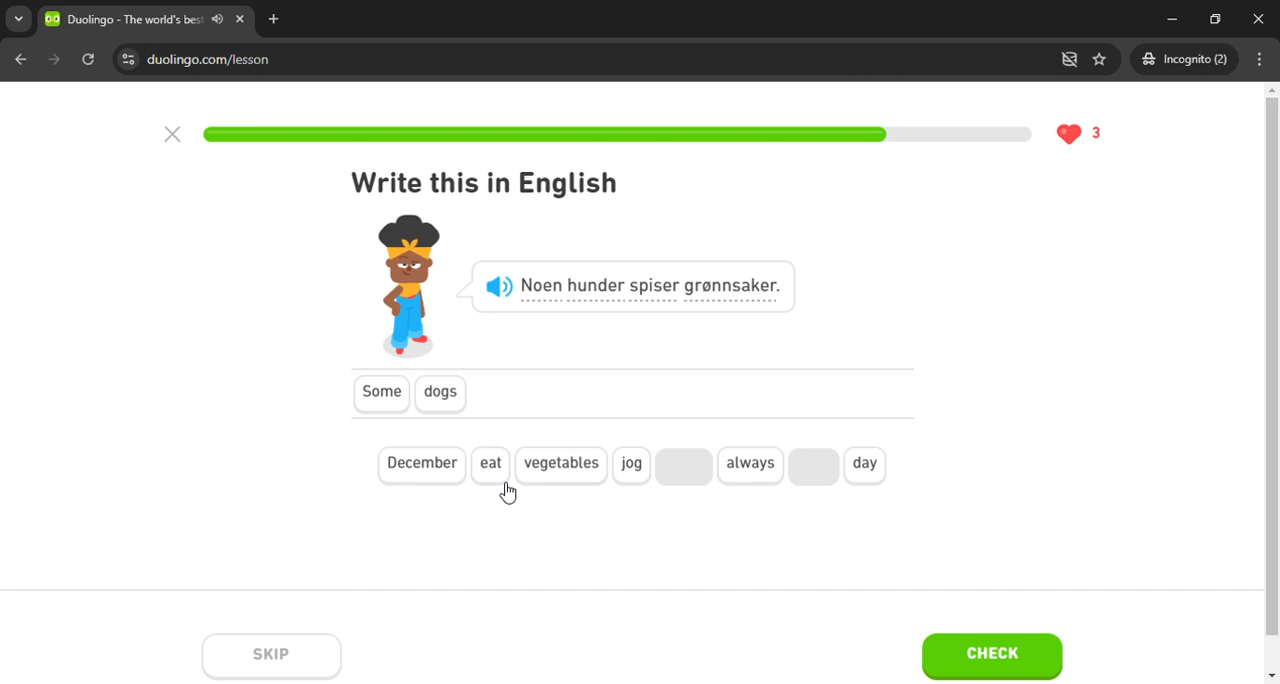 Duolingo - The world's best
duolingo.com/lesson
Incognito (2)
3
Write this in English
Noen hunder spiser grønnsaker.
Some dogs
December eat vegetables jog always day
SKIP
CHECK